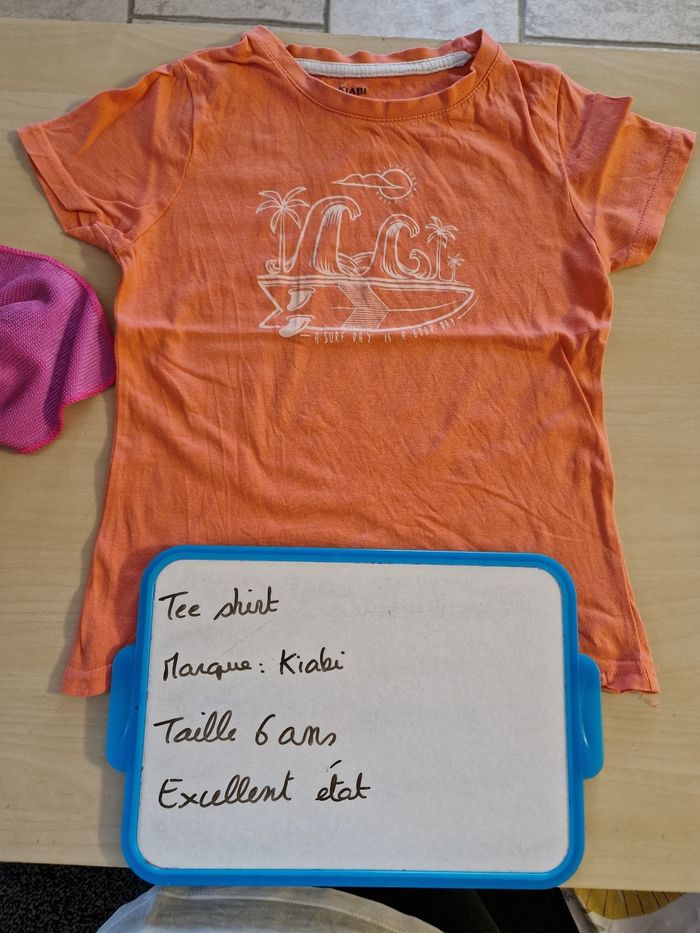 KIABI
A SURF DAY IS A GOOD DAY
Tee shirt
Marque : Kiabi
Taille 6 ans
Excellent état